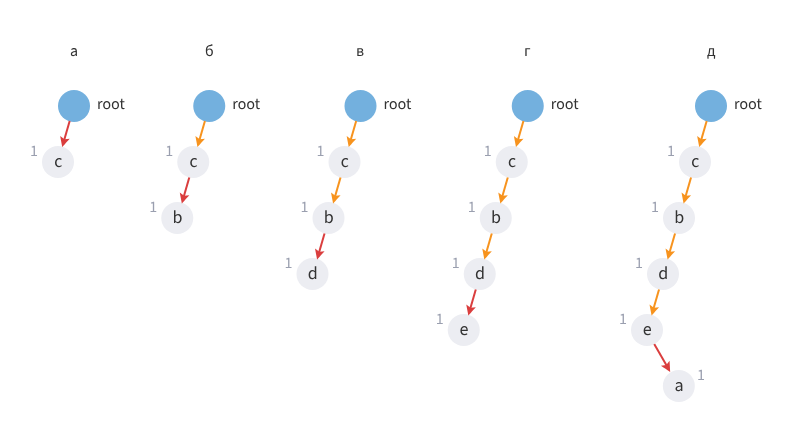 а б в г д
root root root root root
1 c 1 c 1 c 1 c 1 c
1 b 1 b 1 b 1 b
1 d 1 d 1 d
1 e 1 e
a 1